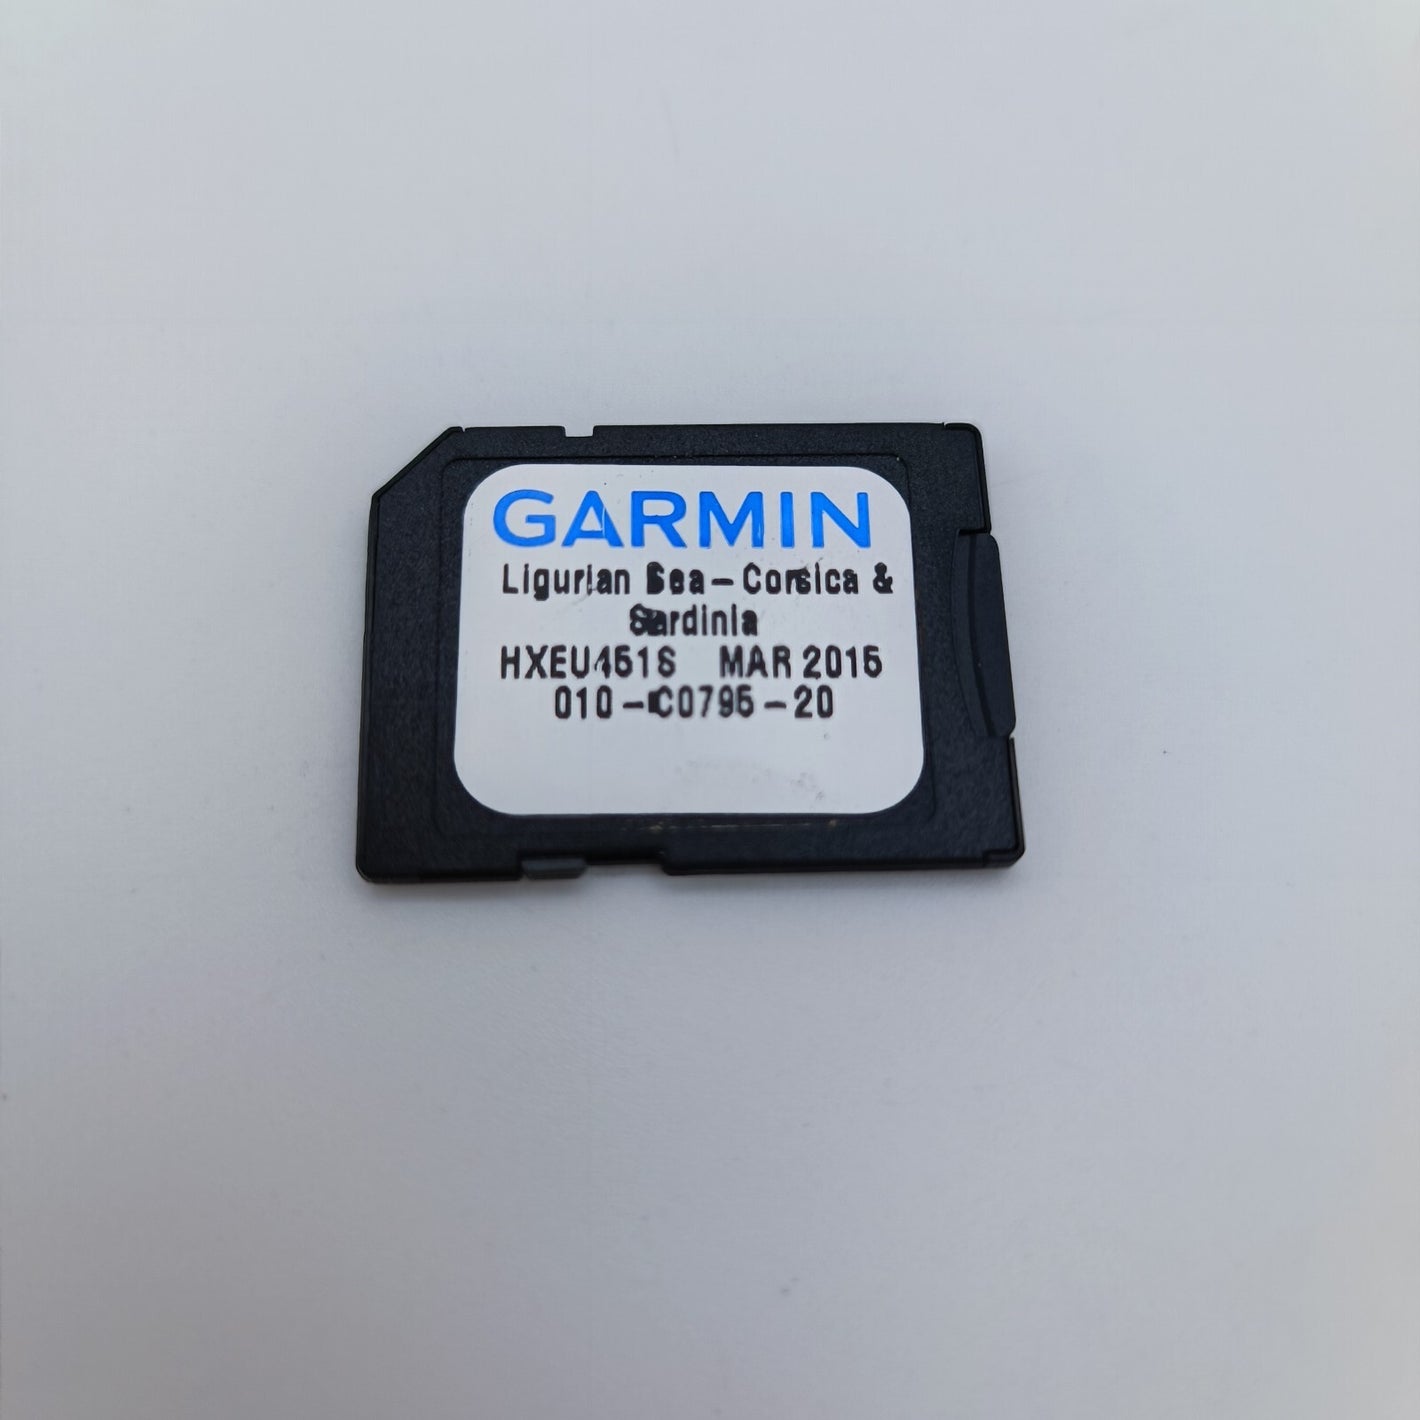 GARMIN
Ligurian Sea-Corsica &
Sardinia
HXEU451S MAR 2015
010-C0795-20